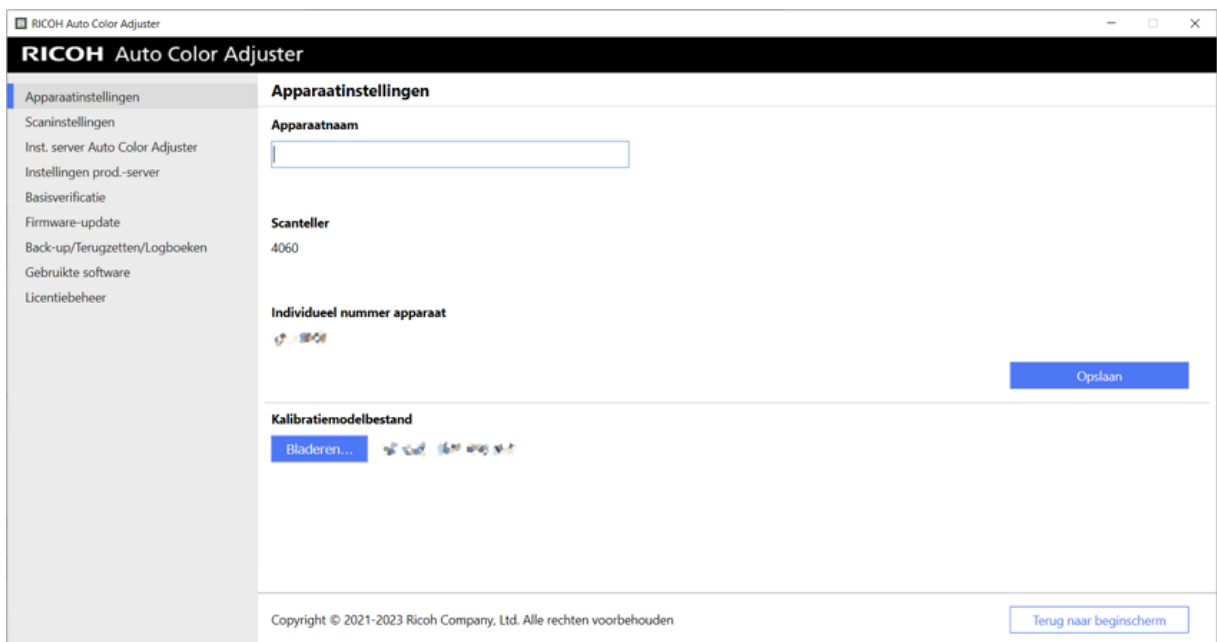 RICOH Auto Color Adjuster
RICOH Auto Color Adjuster
Apparaatinstellingen
Scaninstellingen
Inst. server Auto Color Adjuster
Instellingen prod.-server
Basisverificatie
Firmware-update
Back-up/Terugzetten/Logboeken
Gebruikte software
Licentiebeheer
Apparaatinstellingen
Apparaatnaam
Scanteller
4060
Individueel nummer apparaat
Opslaan
Kalibratiemodelbestand
Bladeren...
Copyright © 2021-2023 Ricoh Company, Ltd. Alle rechten voorbehouden
Terug naar beginscherm